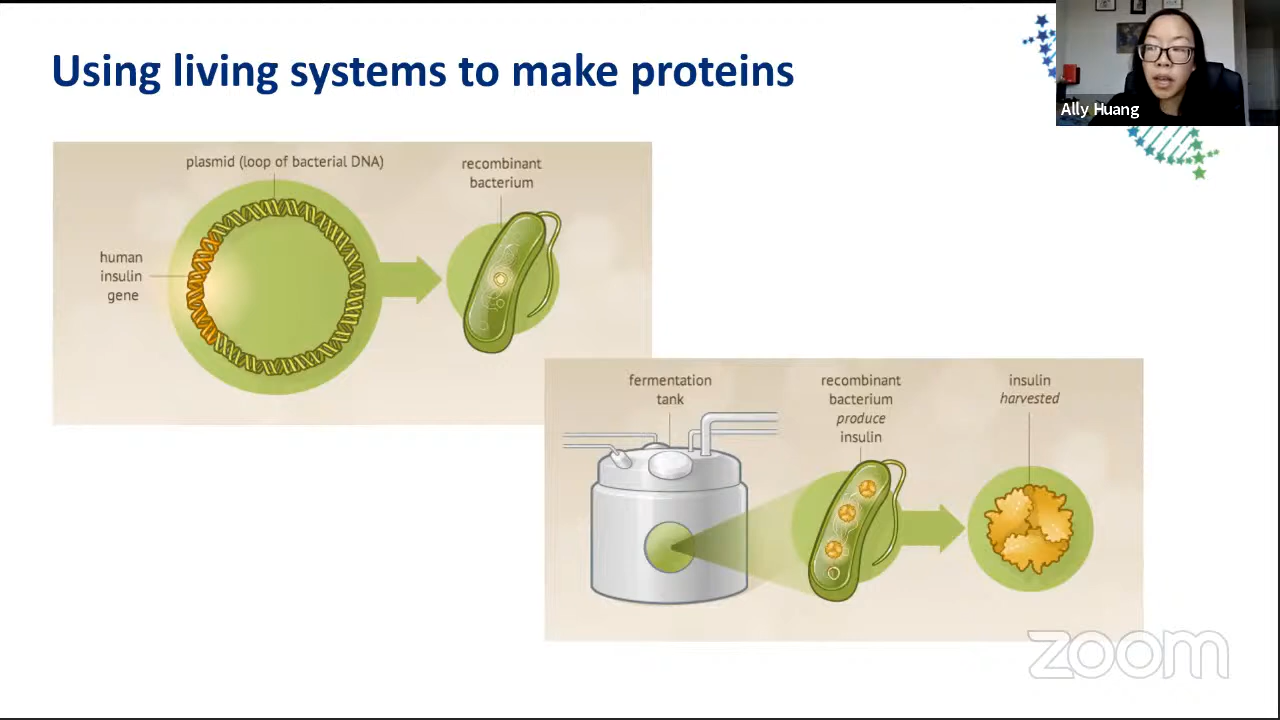 Using living systems to make proteins
Ally Huang
plasmid (loop of bacterial DNA)
recombinant
bacterium
human
insulin
gene
fermentation
tank
recombinant
bacterium
produce
insulin
insulin
harvested
zoom